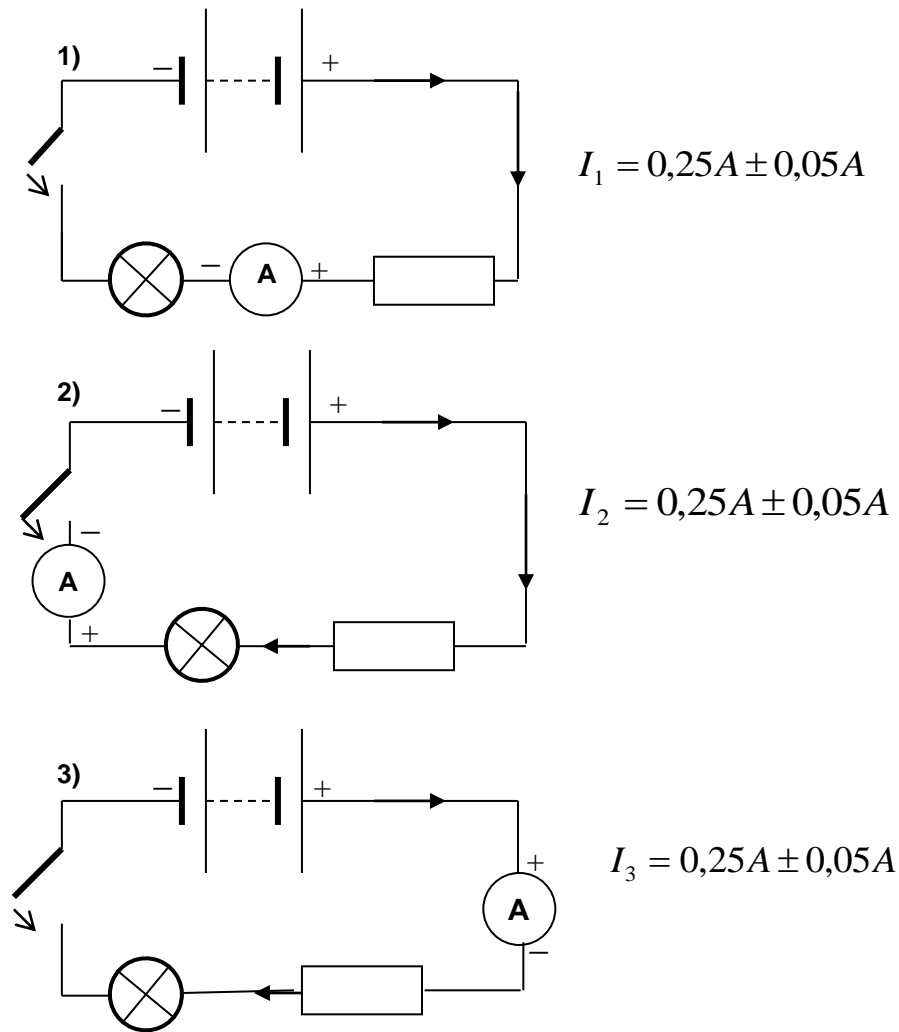 1)
− +
I₁ = 0,25A ± 0,05A
− A +
2)
− +
I₂ = 0,25A ± 0,05A
−
A
+
3)
− +
I₃ = 0,25A ± 0,05A
+
A
−